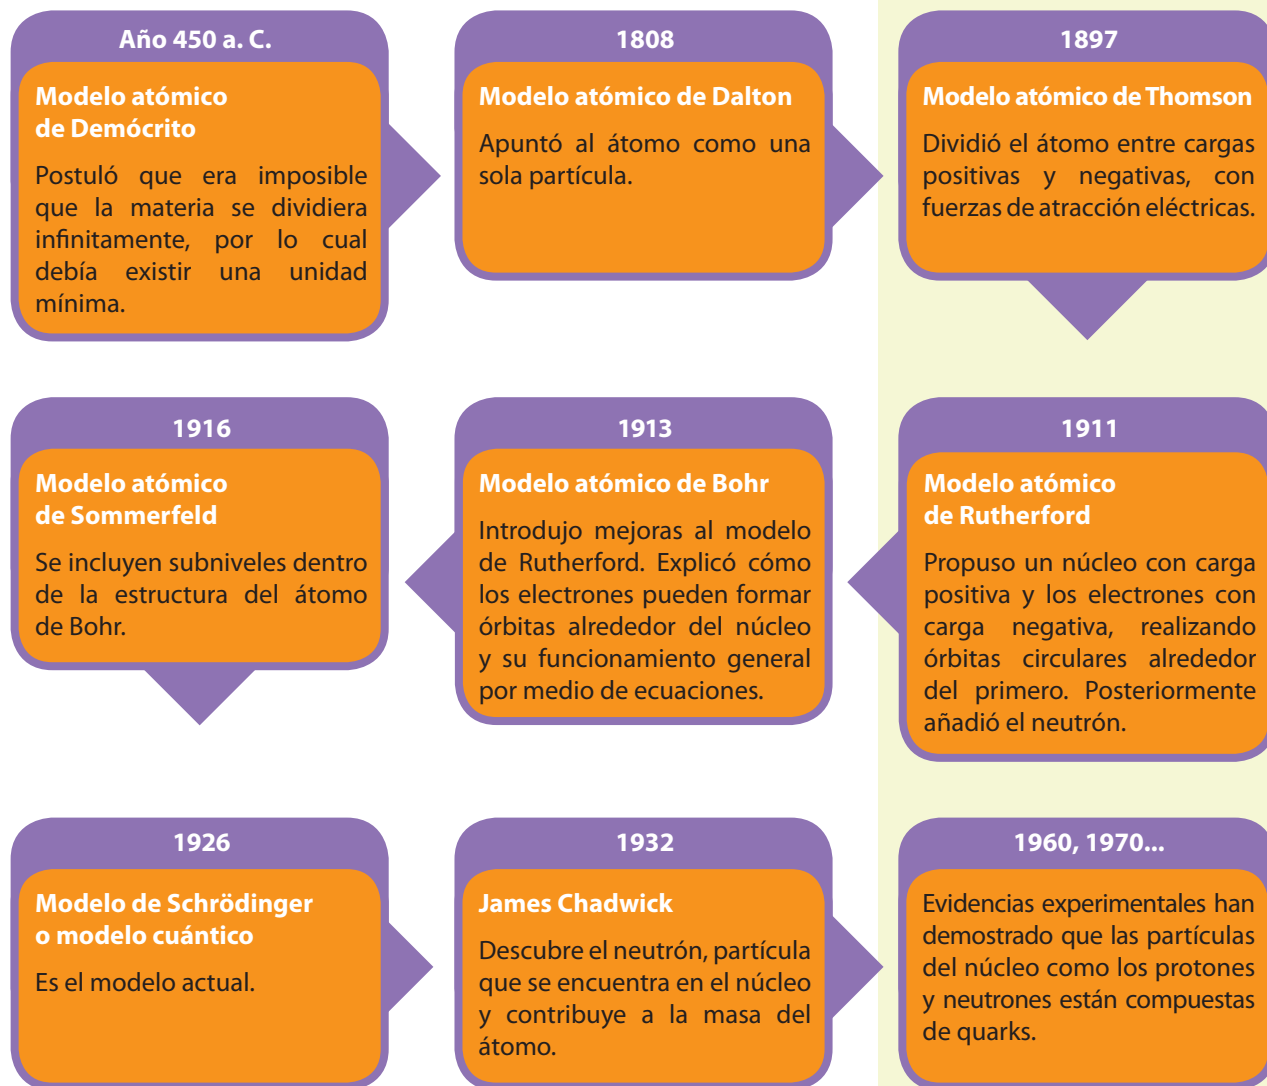 Año 450 a. C.
Modelo atómico
de Demócrito
Postuló que era imposible
que la materia se dividiera
infinitamente, por lo cual
debía existir una unidad
mínima.
1808
Modelo atómico de Dalton
Apuntó al átomo como una
sola partícula.
1897
Modelo atómico de Thomson
Dividió el átomo entre cargas
positivas y negativas, con
fuerzas de atracción eléctricas.
1911
Modelo atómico
de Rutherford
Propuso un núcleo con carga
positiva y los electrones con
carga negativa, realizando
órbitas circulares alrededor
del primero. Posteriormente
añadió el neutrón.
1913
Modelo atómico de Bohr
Introdujo mejoras al modelo
de Rutherford. Explicó cómo
los electrones pueden formar
órbitas alrededor del núcleo
y su funcionamiento general
por medio de ecuaciones.
1916
Modelo atómico
de Sommerfeld
Se incluyen subniveles dentro
de la estructura del átomo
de Bohr.
1926
Modelo de Schrödinger
o modelo cuántico
Es el modelo actual.
1932
James Chadwick
Descubre el neutrón, partícula
que se encuentra en el núcleo
y contribuye a la masa del
átomo.
1960, 1970...
Evidencias experimentales han
demostrado que las partículas
del núcleo como los protones
y neutrones están compuestas
de quarks.